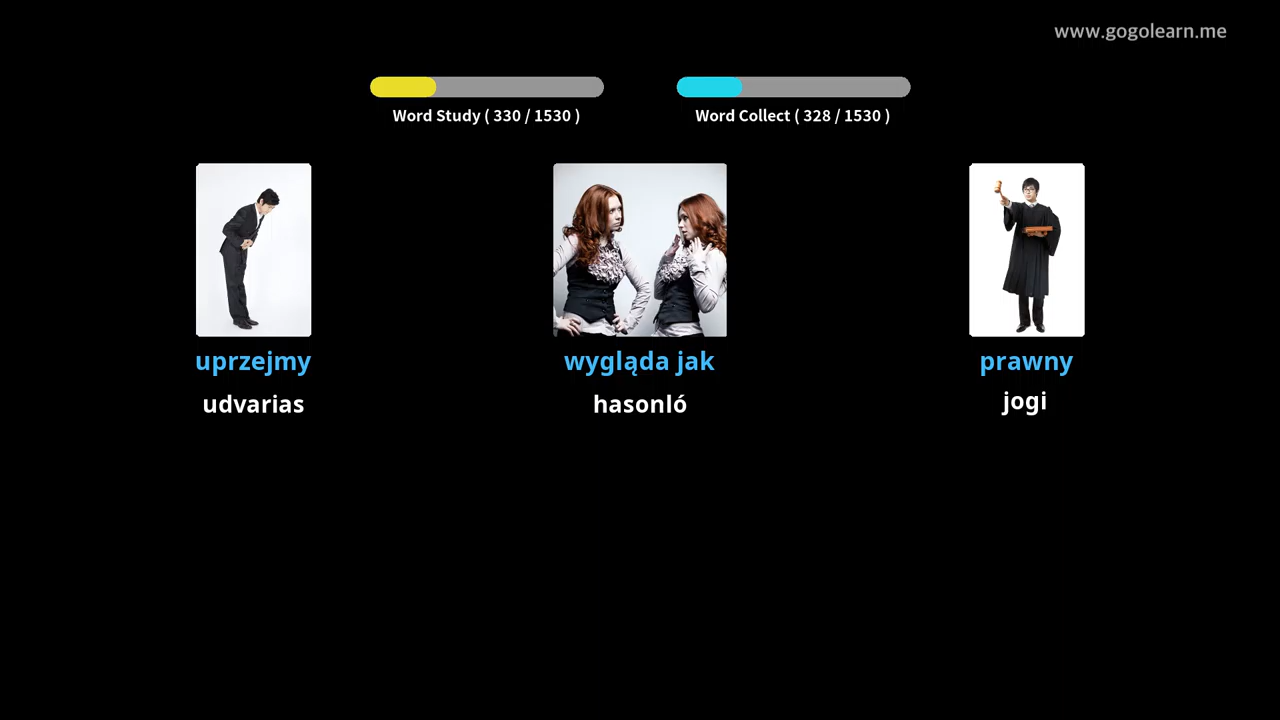 www.gogolearn.me
Word Study ( 330 / 1530 )
Word Collect ( 328 / 1530 )
uprzejmy
wygląda jak
prawny
udvarias
hasonló
jogi